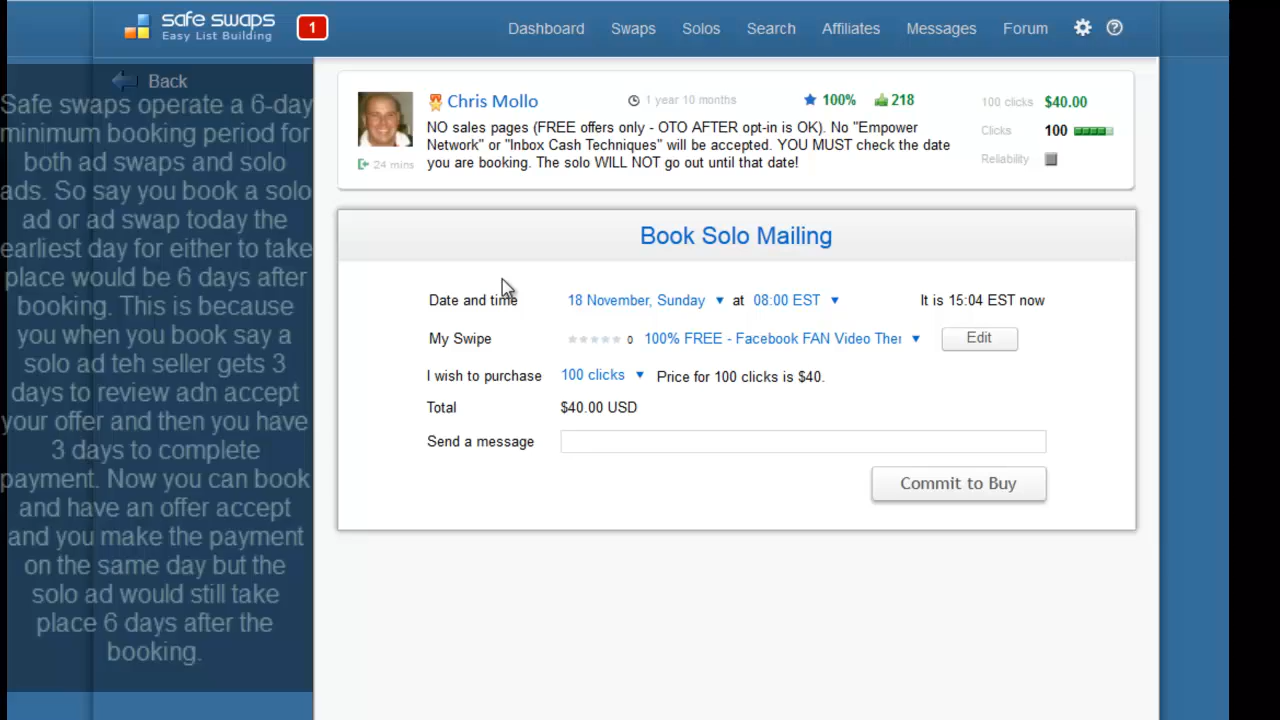 safe swaps
Easy List Building
1
Dashboard
Swaps
Solos
Search
Affiliates
Messages
Forum
?
Back
Safe swaps operate a 6-day
minimum booking period for
both ad swaps and solo
ads. So say you book a solo
ad or ad swap today the
earliest day for either to take
place would be 6 days after
booking. This is because
you when you book say a
solo ad teh seller gets 3
days to review adn accept
your offer and then you have
3 days to complete
payment. Now you can book
and have an offer accept
and you make the payment
on the same day but the
solo ad would still take
place 6 days after the
booking.
Chris Mollo
1 year 10 months
100%
218
NO sales pages (FREE offers only - OTO AFTER opt-in is OK). No "Empower
Network" or "Inbox Cash Techniques" will be accepted. YOU MUST check the date
you are booking. The solo WILL NOT go out until that date!
24 mins
100 clicks $40.00
Clicks 100
Reliability
Book Solo Mailing
Date and time 18 November, Sunday at 08:00 EST It is 15:04 EST now
My Swipe 0 100% FREE - Facebook FAN Video Ther Edit
I wish to purchase 100 clicks Price for 100 clicks is $40.
Total $40.00 USD
Send a message
Commit to Buy